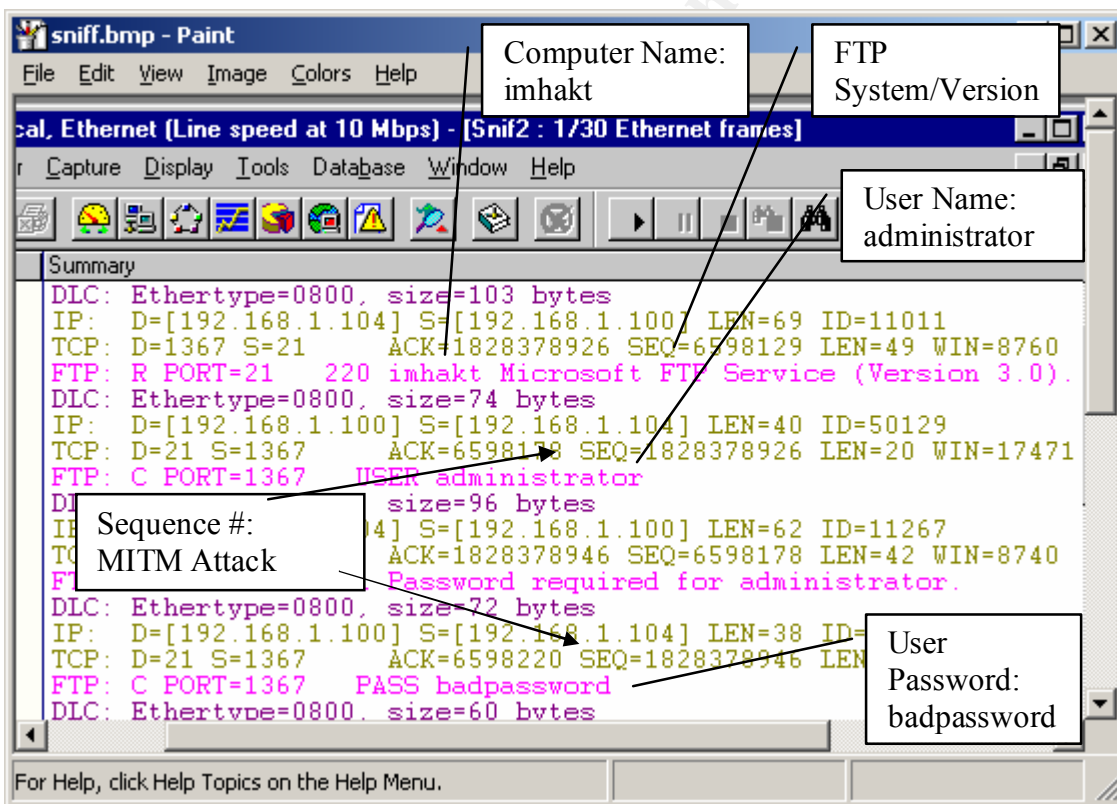 sniff.bmp - Paint
Computer Name:
imhakt
FTP
System/Version
File Edit View Image Colors Help
cal, Ethernet (Line speed at 10 Mbps) - [Snif2 : 1/30 Ethernet frames]
r Capture Display Tools Database Window Help
User Name:
administrator
Summary
DLC: Ethertype=0800, size=103 bytes
IP: D=[192.168.1.104] S=[192.168.1.100] LEN=69 ID=11011
TCP: D=1367 S=21 ACK=1828378926 SEQ=6598129 LEN=49 WIN=8760
FTP: R PORT=21 220 imhakt Microsoft FTP Service (Version 3.0).
DLC: Ethertype=0800, size=74 bytes
IP: D=[192.168.1.100] S=[192.168.1.104] LEN=40 ID=50129
TCP: D=21 S=1367 ACK=6598178 SEQ=1828378926 LEN=20 WIN=17471
FTP: C PORT=1367 USER administrator
size=96 bytes
Sequence #:
MITM Attack
4] S=[192.168.1.100] LEN=62 ID=11267
ACK=1828378946 SEQ=6598178 LEN=42 WIN=8740
Password required for administrator.
DLC: Ethertype=0800, size=72 bytes
IP: D=[192.168.1.100] S=[192.168.1.104] LEN=38 ID=
TCP: D=21 S=1367 ACK=6598220 SEQ=1828378946 LEN
FTP: C PORT=1367 PASS badpassword
DLC: Ethertype=0800, size=60 bytes
User
Password:
badpassword
For Help, click Help Topics on the Help Menu.